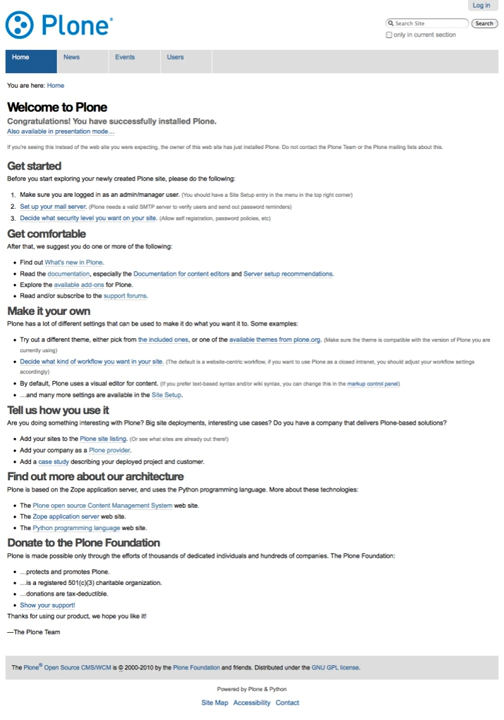 Log in
Plone®
Search Site
Search
only in current section
Home
News
Events
Users
You are here: Home
Welcome to Plone
Congratulations! You have successfully installed Plone.
Also available in presentation mode…
If you're seeing this instead of the web site you were expecting, the owner of this web site has just installed Plone. Do not contact the Plone Team or the Plone mailing lists about this.
Get started
Before you start exploring your newly created Plone site, please do the following:
1. Make sure you are logged in as an admin/manager user. (You should have a Site Setup entry in the menu in the top right corner)
2. Set up your mail server. (Plone needs a valid SMTP server to verify users and send out password reminders)
3. Decide what security level you want on your site. (Allow self registration, password policies, etc)
Get comfortable
After that, we suggest you do one or more of the following:
• Find out What's new in Plone.
• Read the documentation, especially the Documentation for content editors and Server setup recommendations.
• Explore the available add-ons for Plone.
• Read and/or subscribe to the support forums.
Make it your own
Plone has a lot of different settings that can be used to make it do what you want it to. Some examples:
• Try out a different theme, either pick from the included ones, or one of the available themes from plone.org. (Make sure the theme is compatible with the version of Plone you are
currently using)
• Decide what kind of workflow you want in your site. (The default is a website-centric workflow, if you want to use Plone as a closed intranet, you should adjust your workflow settings
accordingly)
• By default, Plone uses a visual editor for content. (If you prefer text-based syntax and/or wiki syntax, you can change this in the markup control panel)
• …and many more settings are available in the Site Setup.
Tell us how you use it
Are you doing something interesting with Plone? Big site deployments, interesting use cases? Do you have a company that delivers Plone-based solutions?
• Add your sites to the Plone site listing. (Or see what sites are already out there!)
• Add your company as a Plone provider.
• Add a case study describing your deployed project and customer.
Find out more about our architecture
Plone is based on the Zope application server, and uses the Python programming language. More about these technologies:
• The Plone open source Content Management System web site.
• The Zope application server web site.
• The Python programming language web site.
Donate to the Plone Foundation
Plone is made possible only through the efforts of thousands of dedicated individuals and hundreds of companies. The Plone Foundation:
• …protects and promotes Plone.
• …is a registered 501(c)(3) charitable organization.
• …donations are tax-deductible.
• Show your support!
Thanks for using our product, we hope you like it!
—The Plone Team
The Plone® Open Source CMS/WCM is © 2000-2010 by the Plone Foundation and friends. Distributed under the GNU GPL license.
Powered by Plone & Python
Site Map Accessibility Contact